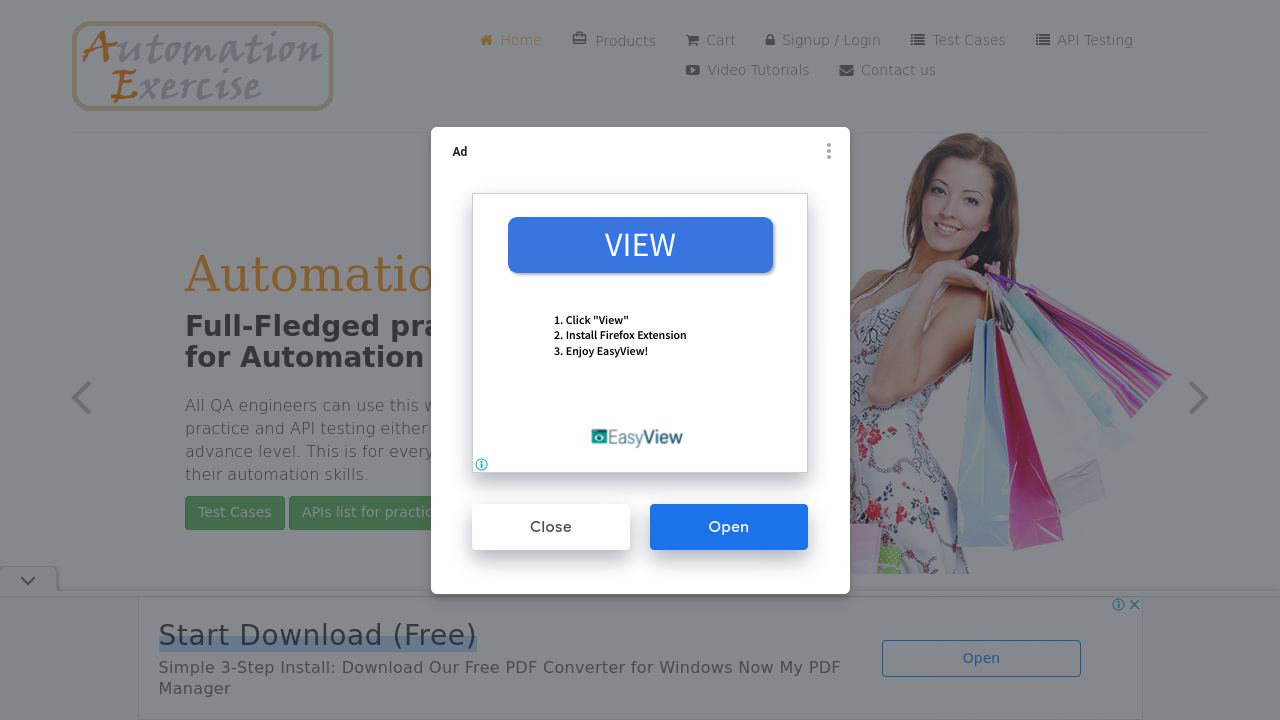 Automation
Exercise
Home
Products
Cart
Signup / Login
Test Cases
API Testing
Video Tutorials
Contact us
Ad
VIEW
1. Click "View"
2. Install Firefox Extension
3. Enjoy EasyView!
EasyView
Close
Open
Automatio
Full-Fledged pra
for Automation
All QA engineers can use this w
practice and API testing either
advance level. This is for every
their automation skills.
Test Cases
APIs list for practic
Start Download (Free)
Simple 3-Step Install: Download Our Free PDF Converter for Windows Now My PDF
Manager
Open